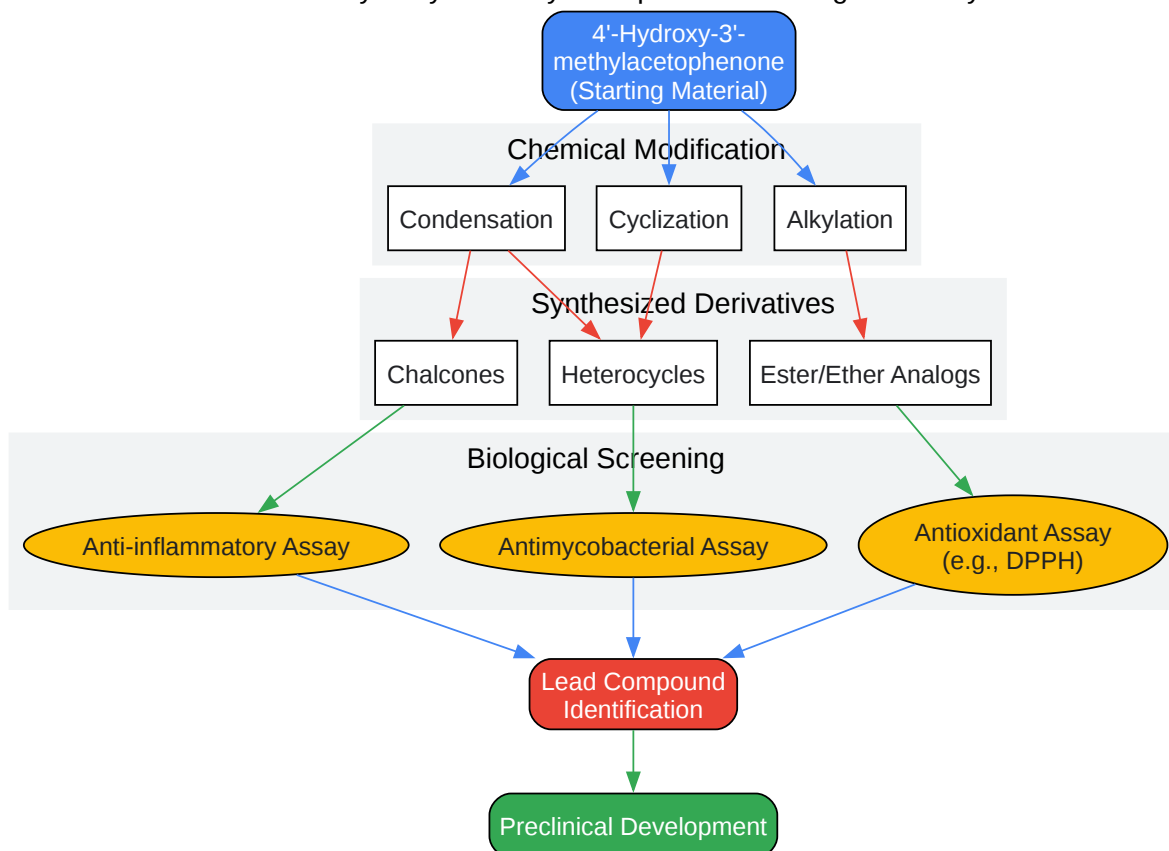 4'-Hydroxy-3'-
methylacetophenone
(Starting Material)
Chemical Modification
Condensation
Cyclization
Alkylation
Synthesized Derivatives
Chalcones
Heterocycles
Ester/Ether Analogs
Biological Screening
Anti-inflammatory Assay
Antimycobacterial Assay
Antioxidant Assay
(e.g., DPPH)
Lead Compound
Identification
Preclinical Development